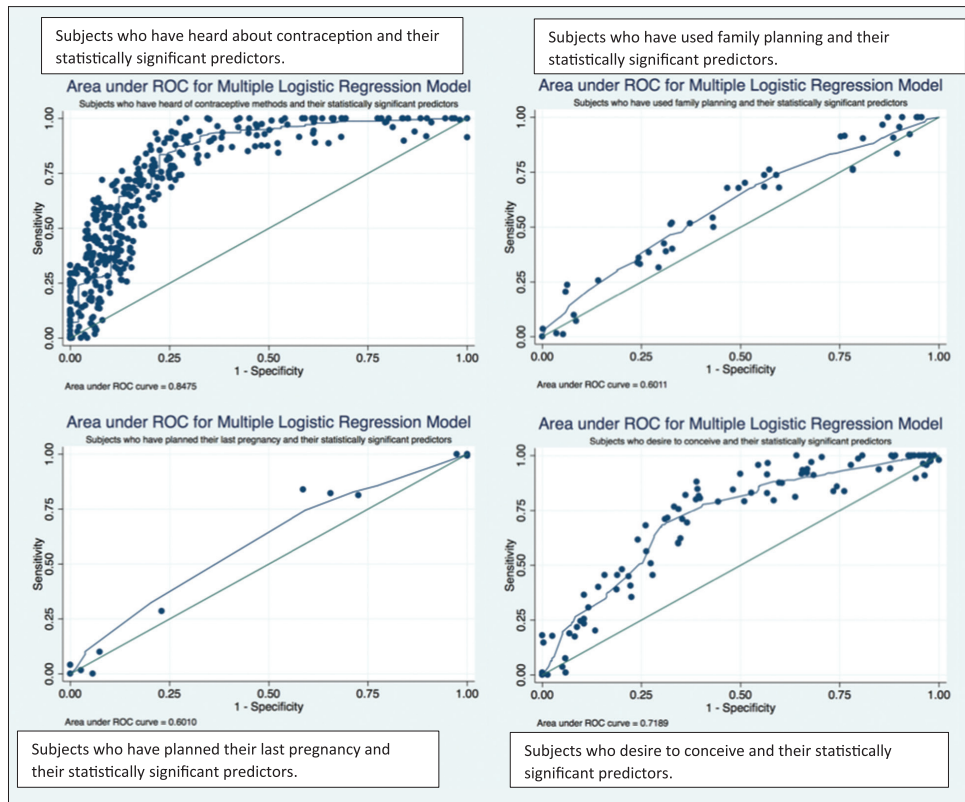 Subjects who have heard about contraception and their
statistically significant predictors.
Area under ROC for Multiple Logistic Regression Model
Subjects who have heard of contraceptive methods and their statistically significant predictors
Sensitivity
0.00
0.25
0.50
0.75
1.00
0.00
0.25
0.50
0.75
1.00
1 - Specificity
Area under ROC curve = 0.8475
Subjects who have used family planning and their
statistically significant predictors.
Area under ROC for Multiple Logistic Regression Model
Subjects who have used family planning and their statistically significant predictors
Sensitivity
0.00
0.25
0.50
0.75
1.00
0.00
0.25
0.50
0.75
1.00
1 - Specificity
Area under ROC curve = 0.6011
Area under ROC for Multiple Logistic Regression Model
Subjects who have planned their last pregnancy and their statistically significant predictors
Sensitivity
0.00
0.25
0.50
0.75
1.00
0.00
0.25
0.50
0.75
1.00
1 - Specificity
Area under ROC curve = 0.6010
Subjects who have planned their last pregnancy and
their statistically significant predictors.
Area under ROC for Multiple Logistic Regression Model
Subjects who desire to conceive and their statistically significant predictors
Sensitivity
0.00
0.25
0.50
0.75
1.00
0.00
0.25
0.50
0.75
1.00
1 - Specificity
Area under ROC curve = 0.7189
Subjects who desire to conceive and their statistically
significant predictors.